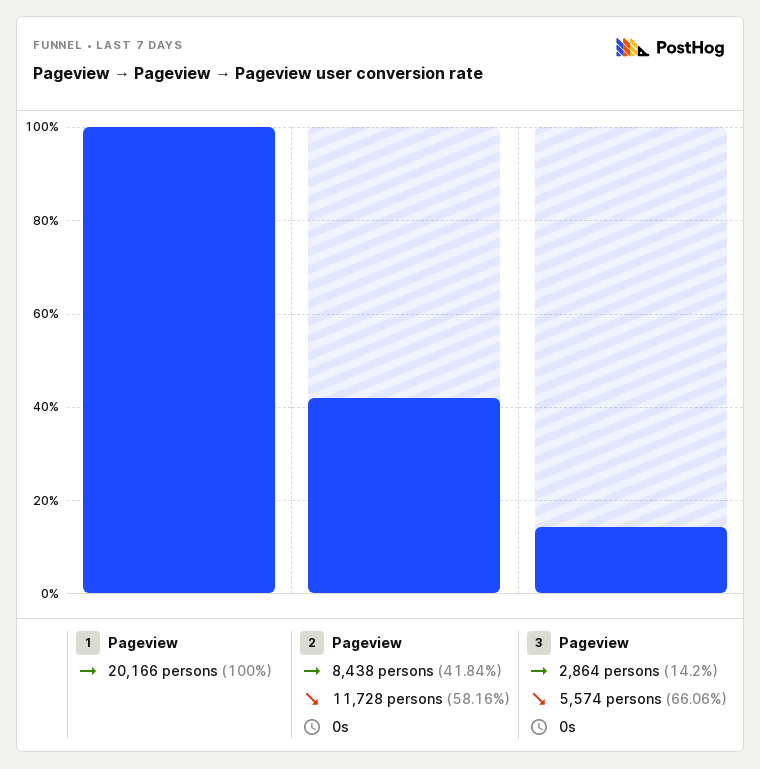 FUNNEL • LAST 7 DAYS
PostHog
Pageview → Pageview → Pageview user conversion rate
100%
80%
60%
40%
20%
0%
1 Pageview
→ 20,166 persons (100%)
2 Pageview
→ 8,438 persons (41.84%)
↘ 11,728 persons (58.16%)
0s
3 Pageview
→ 2,864 persons (14.2%)
↘ 5,574 persons (66.06%)
0s